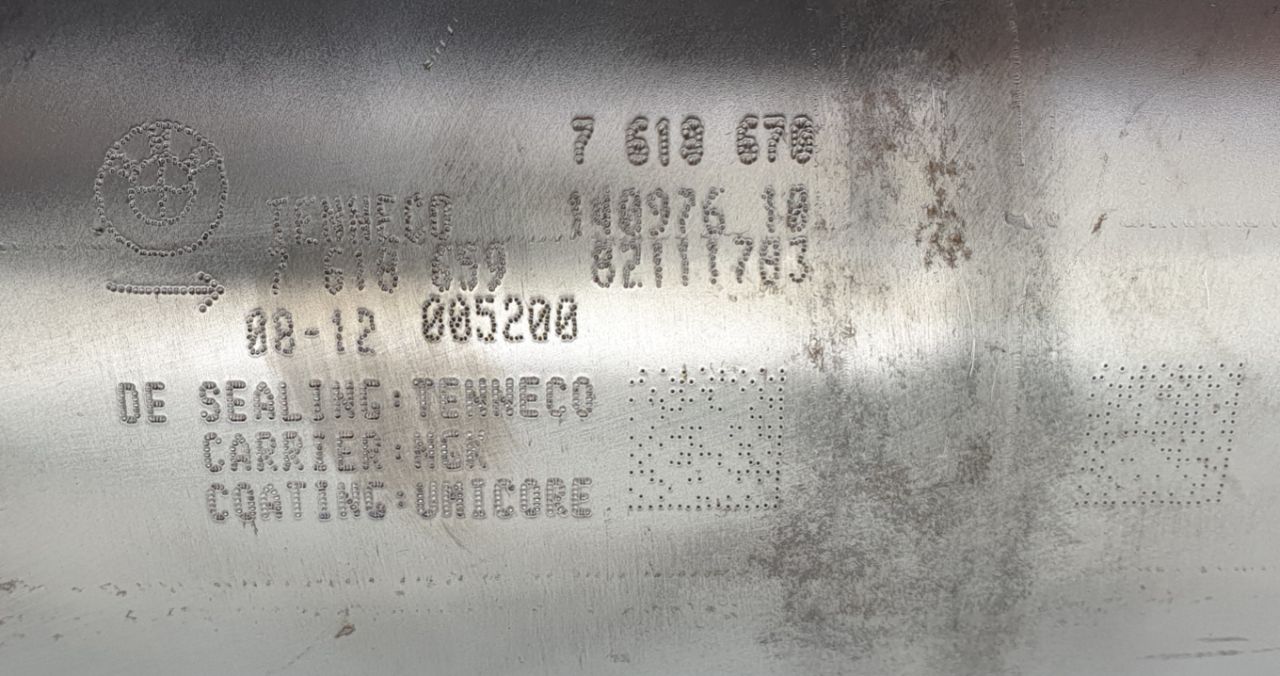 7 618 670
TENNECO 140976 10
7 618 659 82111703
08-12 005200
DE SEALING:TENNECO
CARRIER:NGK
COATING:UMICORE